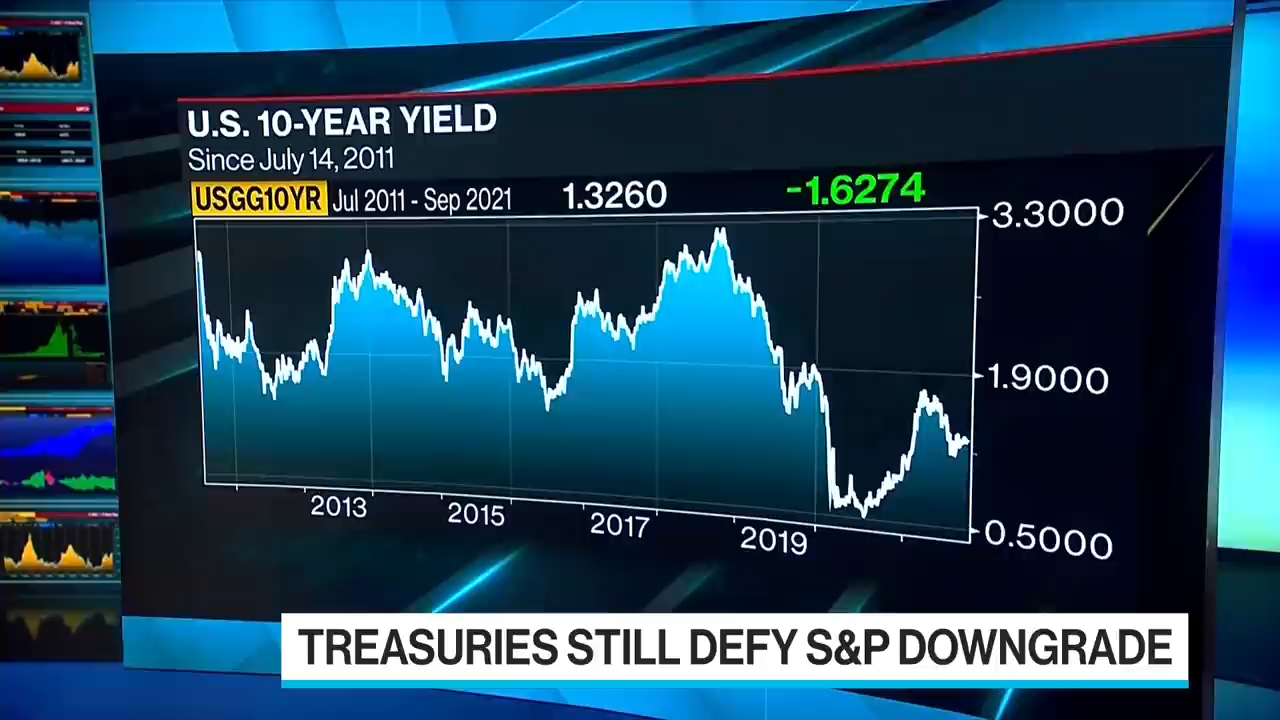 U.S. 10-YEAR YIELD
Since July 14, 2011
USGG10YR Jul 2011 - Sep 2021 1.3260 -1.6274
3.3000
1.9000
0.5000
2013 2015 2017 2019
TREASURIES STILL DEFY S&P DOWNGRADE